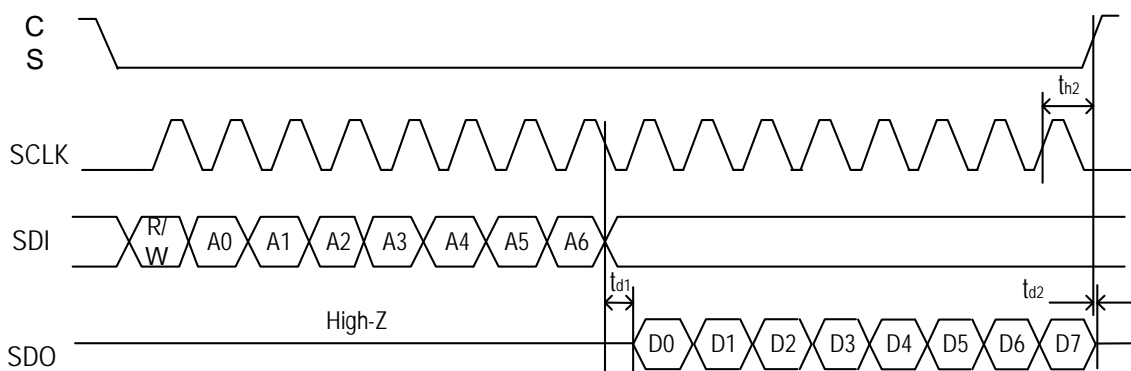 C
S
th2
SCLK
SDI
R/
W
A0
A1
A2
A3
A4
A5
A6
td1
td2
High-Z
SDO
D0
D1
D2
D3
D4
D5
D6
D7